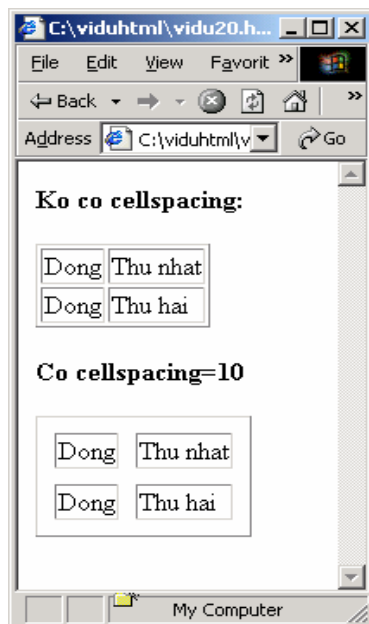 C:\viduhtml\vidu20.h...
File Edit View Favorit »
Back »
Address C:\viduhtml\v Go
Ko co cellspacing:
Dong Thu nhat
Dong Thu hai
Co cellspacing=10
Dong Thu nhat
Dong Thu hai
My Computer